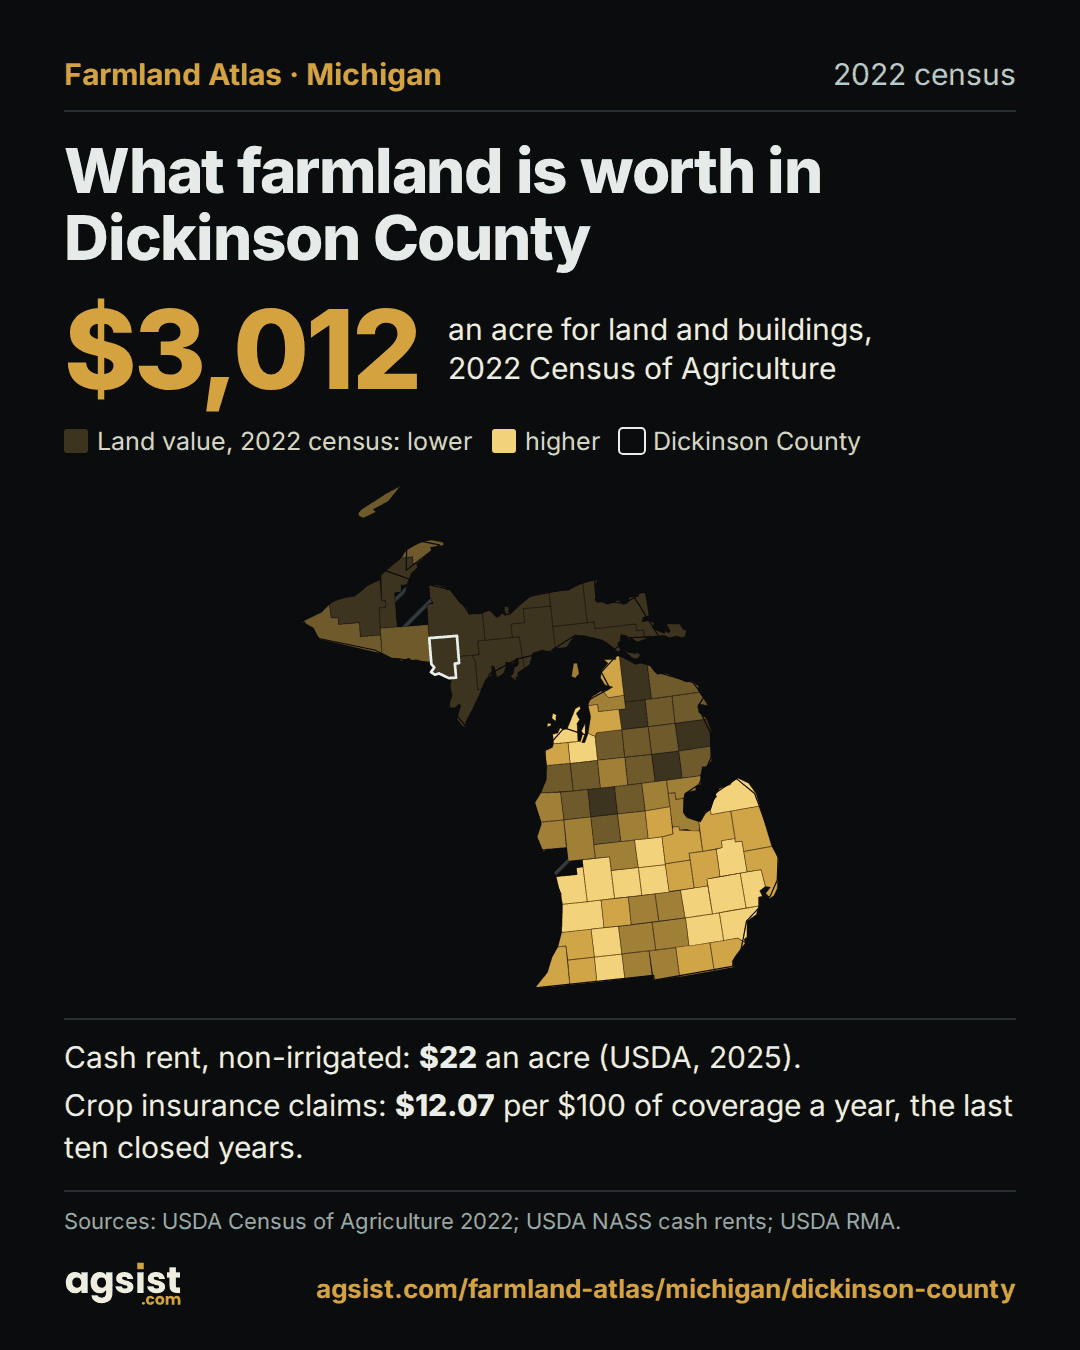 Farmland Atlas · Michigan
2022 census
What farmland is worth in
Dickinson County
$3,012
an acre for land and buildings,
2022 Census of Agriculture
Land value, 2022 census: lower
higher
Dickinson County
Cash rent, non-irrigated: $22 an acre (USDA, 2025).
Crop insurance claims: $12.07 per $100 of coverage a year, the last
ten closed years.
Sources: USDA Census of Agriculture 2022; USDA NASS cash rents; USDA RMA.
agsist
.com
agsist.com/farmland-atlas/michigan/dickinson-county